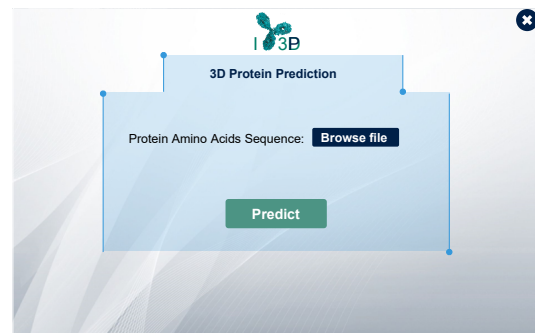 I 3D
3D Protein Prediction
Protein Amino Acids Sequence: Browse file
Predict